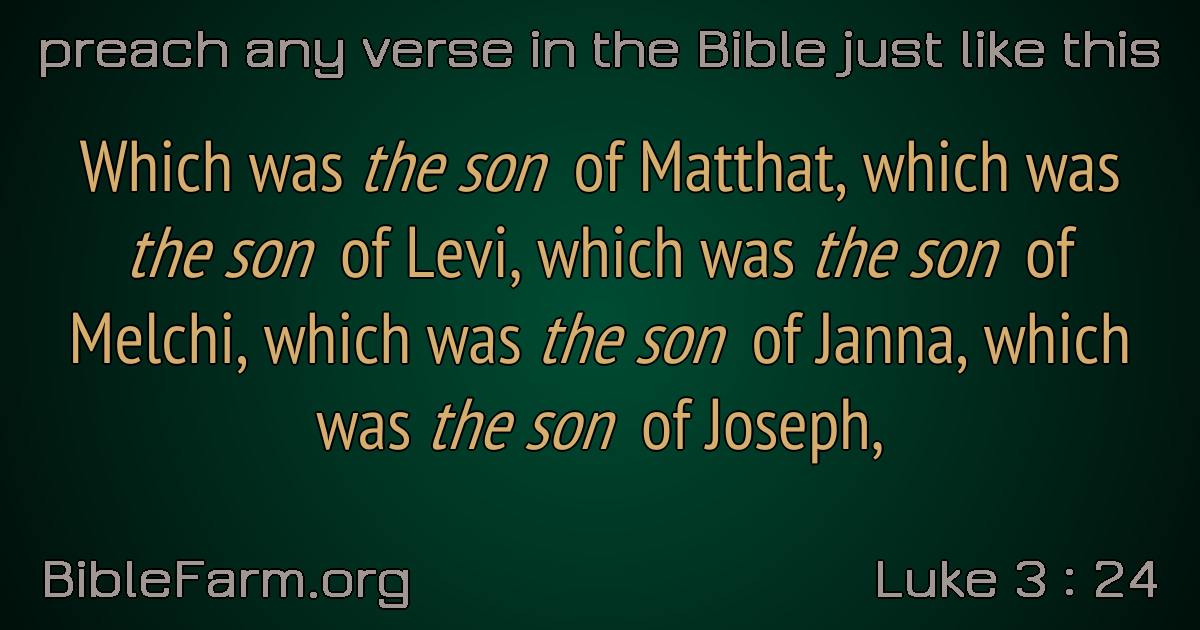 preach any verse in the Bible just like this
Which was the son of Matthat, which was
the son of Levi, which was the son of
Melchi, which was the son of Janna, which
was the son of Joseph,
BibleFarm.org
Luke 3 : 24